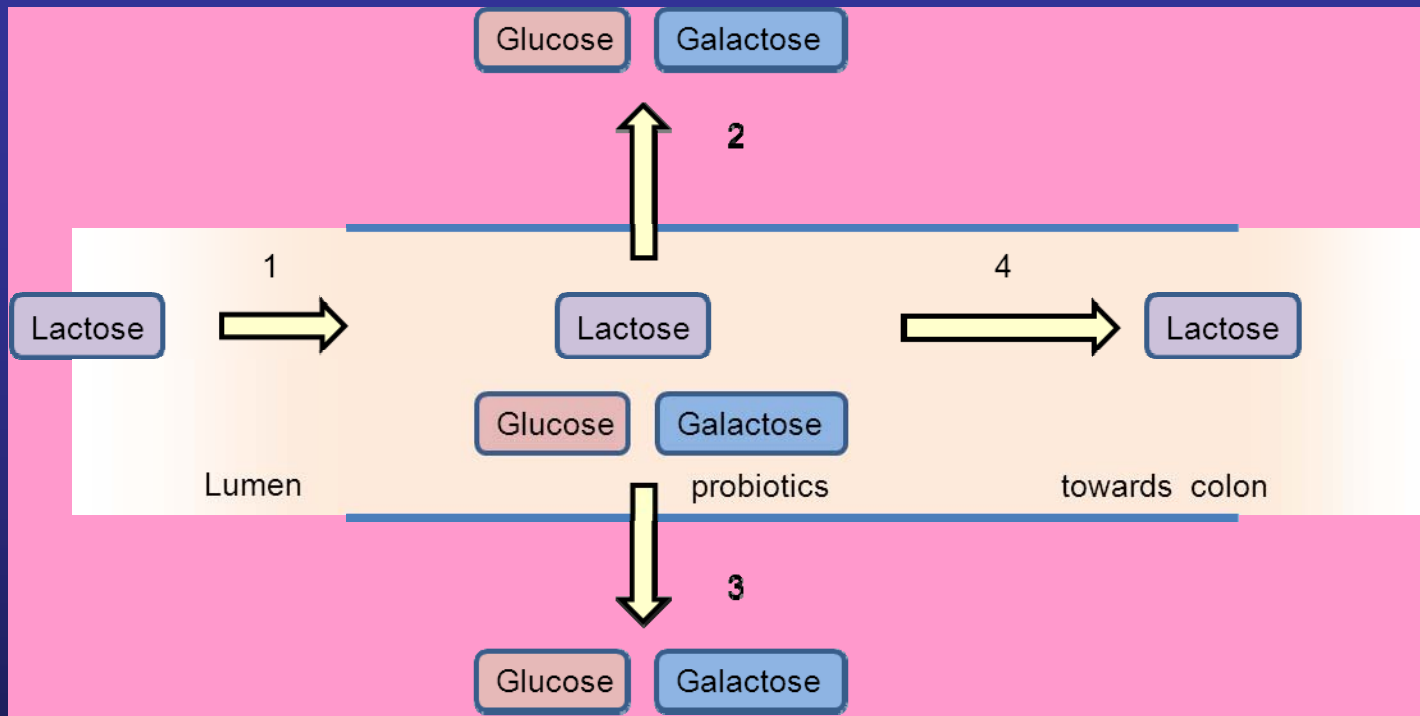 Glucose Galactose
2
1 4
Lactose Lactose Lactose
Glucose Galactose
Lumen probiotics towards colon
3
Glucose Galactose